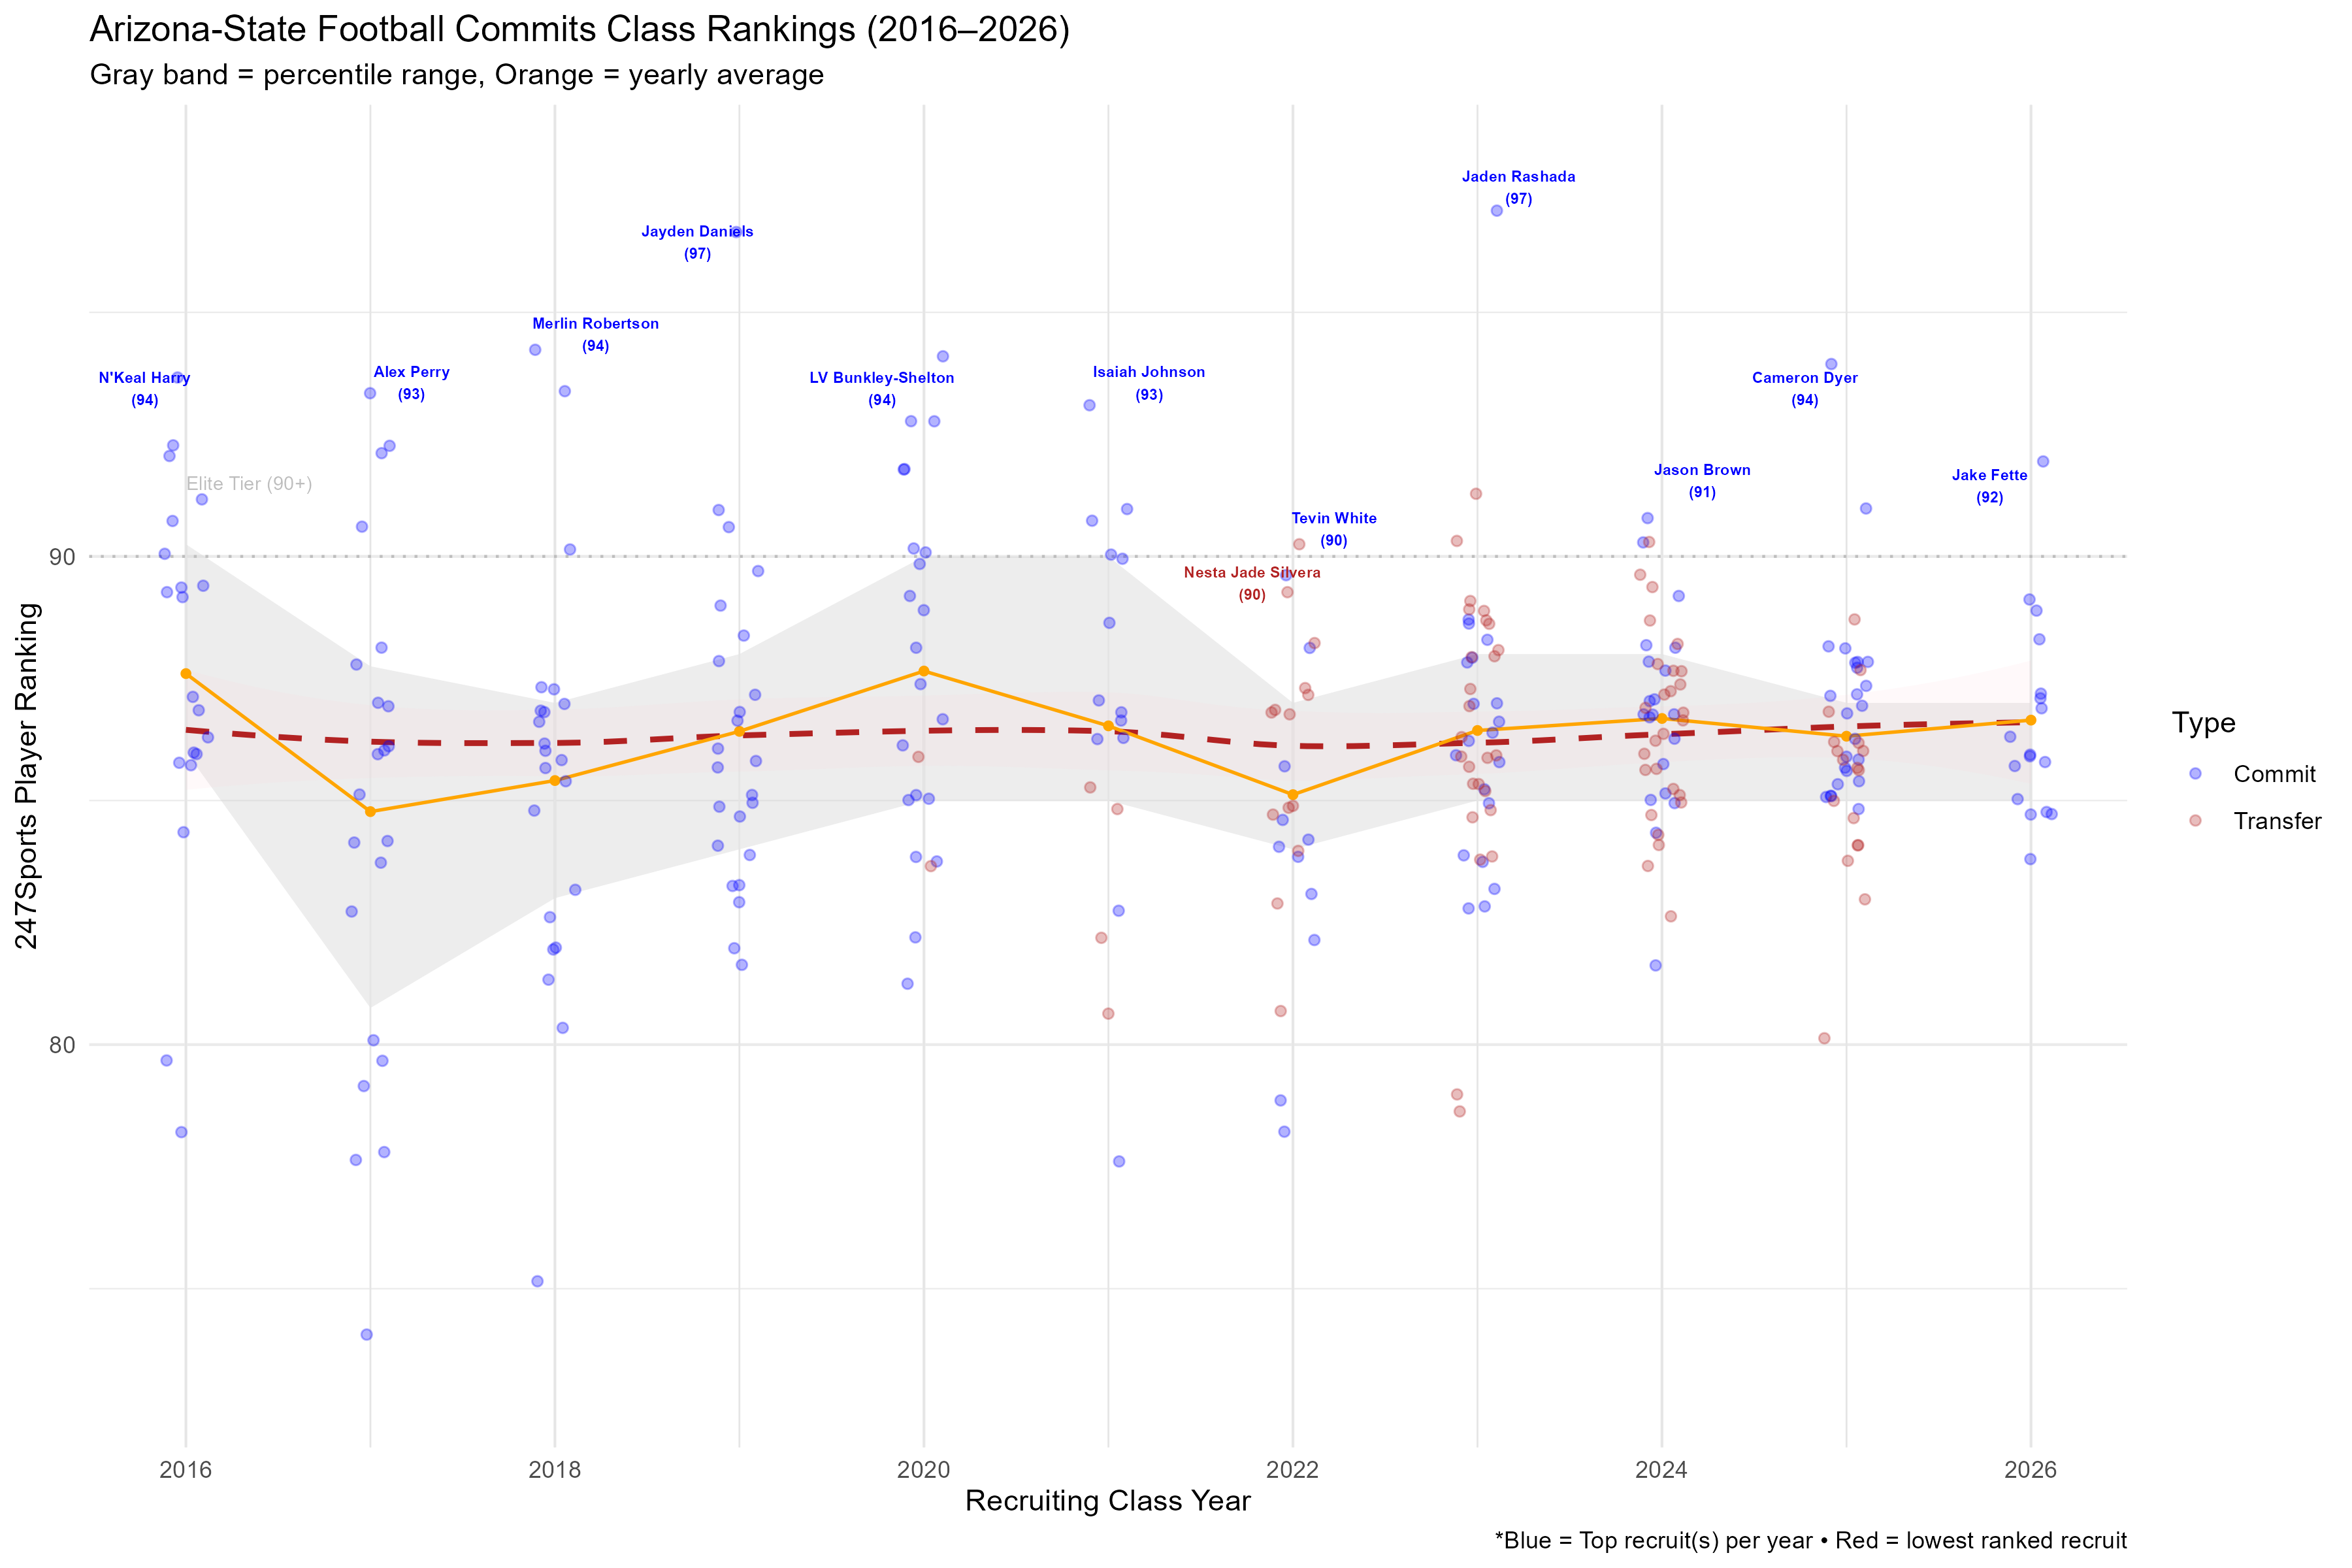 Arizona-State Football Commits Class Rankings (2016–2026)
Gray band = percentile range, Orange = yearly average
Jaden Rashada
(97)
Jayden Daniels
(97)
Merlin Robertson
(94)
N'Keal Harry
(94)
Alex Perry
(93)
LV Bunkley-Shelton
(94)
Isaiah Johnson
(93)
Cameron Dyer
(94)
Jason Brown
(91)
Jake Fette
(92)
Elite Tier (90+)
Tevin White
(90)
Nesta Jade Silvera
(90)
90
80
247Sports Player Ranking
Type
Commit
Transfer
2016
2018
2020
2022
2024
2026
Recruiting Class Year
*Blue = Top recruit(s) per year • Red = lowest ranked recruit